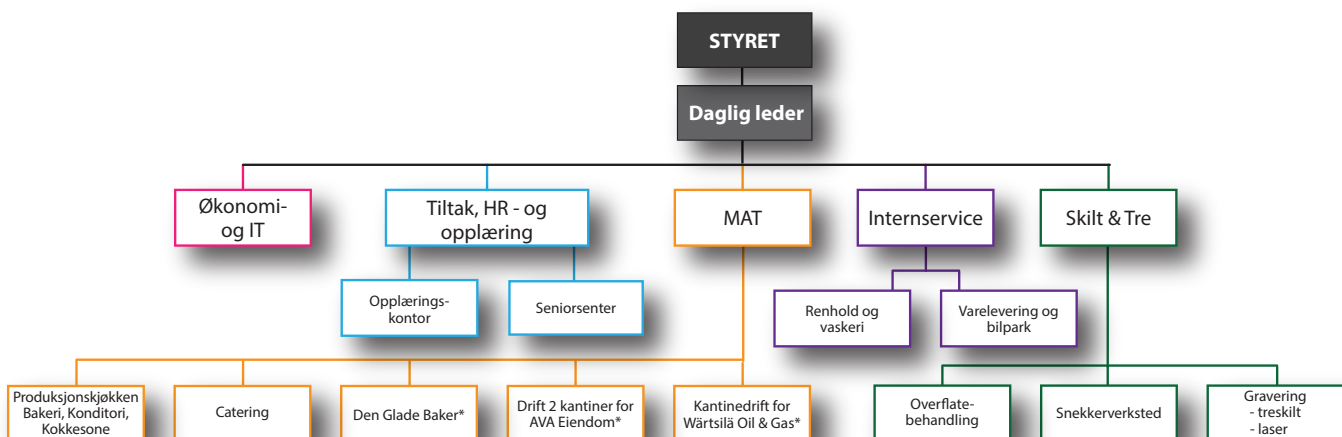 STYRET
Daglig leder
Økonomi-
og IT
Tiltak, HR - og
opplæring
MAT
Internservice
Skilt & Tre
Opplærings-
kontor
Seniorsenter
Renhold og
vaskeri
Varelevering og
bilpark
Produksjonskjøkken
Bakeri, Konditori,
Kokkesone
Catering
Den Glade Baker*
Drift 2 kantiner for
AVA Eiendom*
Kantinedrift for
Wärtsilä Oil & Gas*
Overflate-
behandling
Snekkerverksted
Gravering
- treskilt
- laser